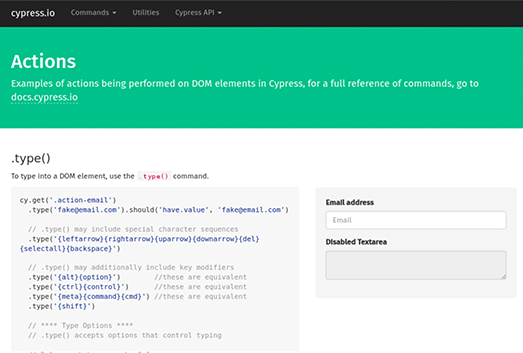 cypress.io Commands Utilities Cypress API
Actions
Examples of actions being performed on DOM elements in Cypress, for a full reference of commands, go to
docs.cypress.io
.type()
To type into a DOM element, use the .type() command.
cy.get('.action-email')
.type('fake@email.com').should('have.value', 'fake@email.com')
// .type() may include special character sequences
.type('{leftarrow}{rightarrow}{uparrow}{downarrow}{del}
{selectall}{backspace}')
// .type() may additionally include key modifiers
.type('{alt}{option}') //these are equivalent
.type('{ctrl}{control}') //these are equivalent
.type('{meta}{command}{cmd}') //these are equivalent
.type('{shift}')
// **** Type Options ****
// .type() accepts options that control typing
Email address
Email
Disabled Textarea